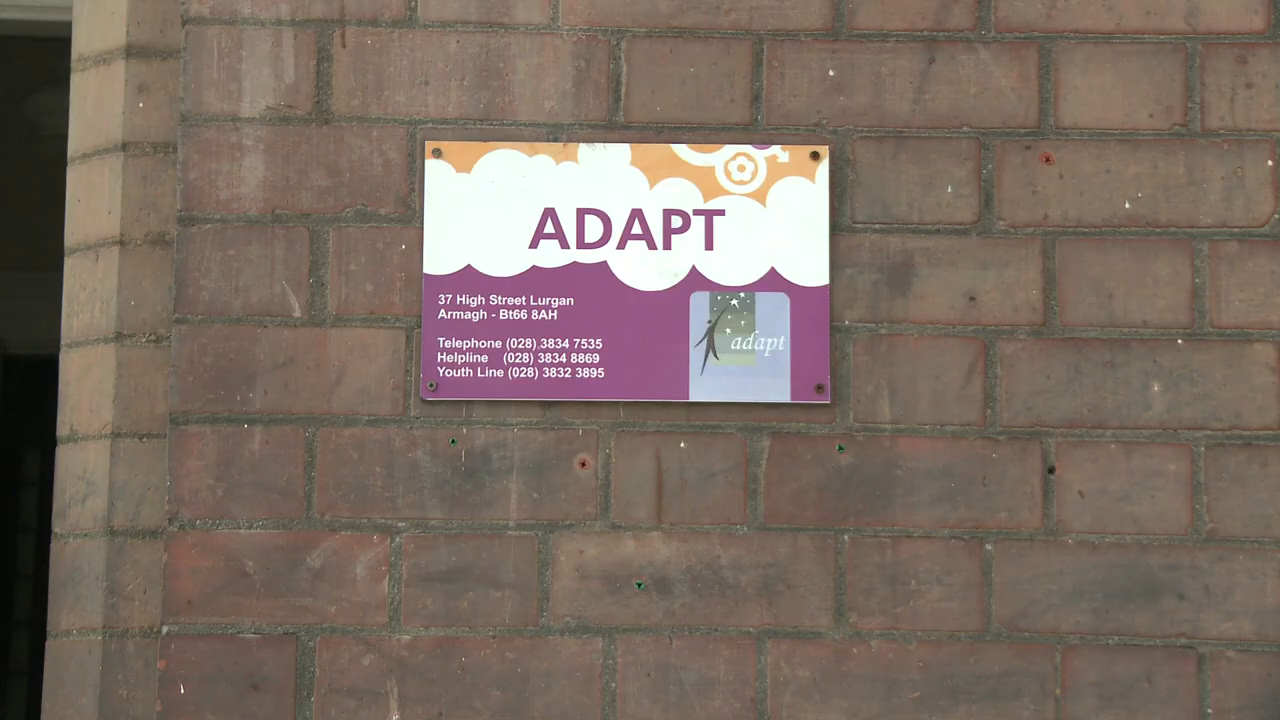 ADAPT
37 High Street Lurgan
Armagh - Bt66 8AH
Telephone (028) 3834 7535
Helpline (028) 3834 8869
Youth Line (028) 3832 3895
adapt